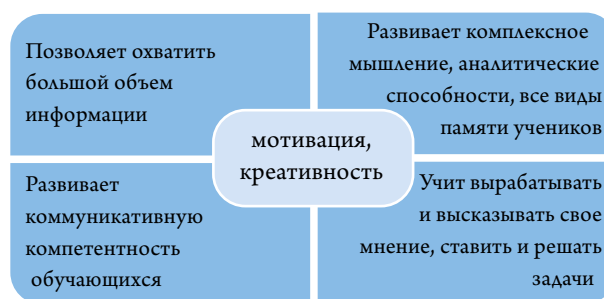 Позволяет охватить
большой объем
информации
Развивает комплексное
мышление, аналитические
способности, все виды
памяти учеников
мотивация,
креативность
Развивает
коммуникативную
компетентность
обучающихся
Учит вырабатывать
и высказывать свое
мнение, ставить и решать
задачи